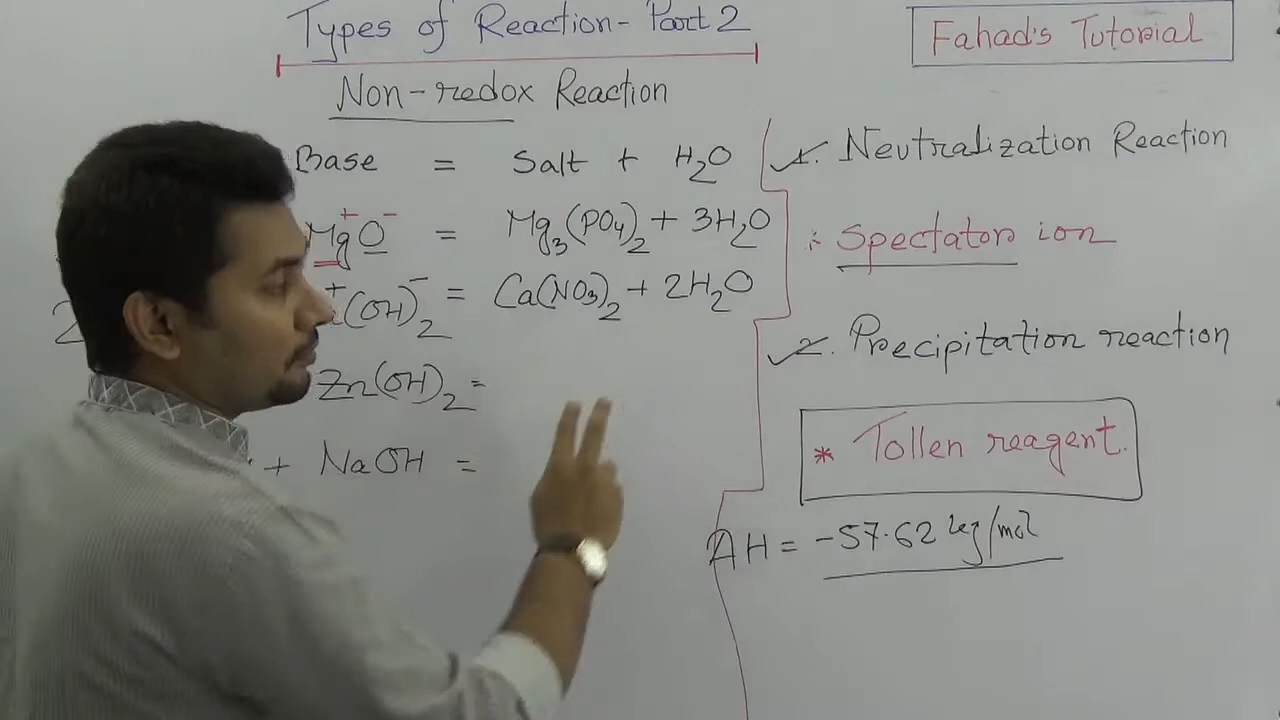 Types of Reaction - Part 2
Fahad's Tutorial
Non-redox Reaction
Base = Salt + H₂O
Mg⁺O⁻ = Mg₃(PO₄)₂ + 3H₂O
2
⁺(OH)⁻₂ = Ca(NO₃)₂ + 2H₂O
Zn(OH)₂ =
+ NaOH =
1. Neutralization Reaction
Spectator ion
2. Precipitation reaction
* Tollen reagent.
ΔH = -57.62 kJ/mol